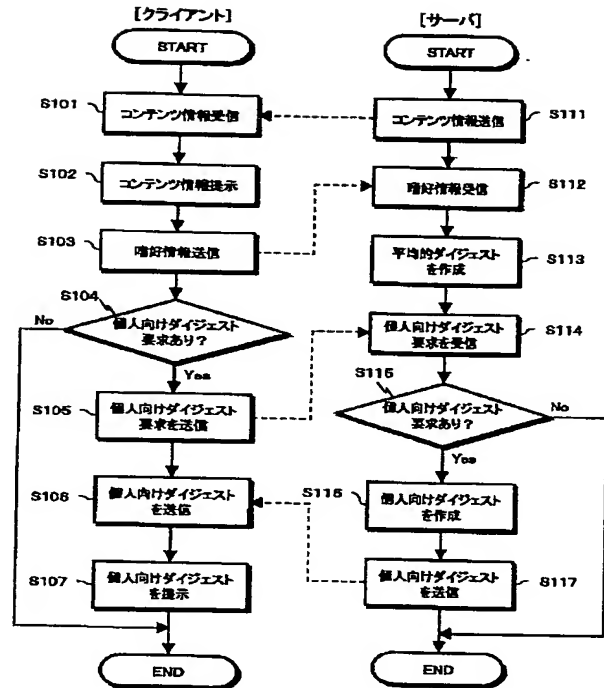 [クライアント]
START
S101
コンテンツ情報受信
S102
コンテンツ情報提示
S103
嗜好情報送信
S104
No
個人向けダイジェスト
要求あり?
Yes
S105
個人向けダイジェスト
要求を送信
S106
個人向けダイジェスト
を送信
S107
個人向けダイジェスト
を提示
END
[サーバ]
START
コンテンツ情報送信
S111
嗜好情報受信
S112
平均的ダイジェスト
を作成
S113
個人向けダイジェスト
要求を受信
S114
S115
個人向けダイジェスト
要求あり?
No
Yes
S116
個人向けダイジェスト
を作成
個人向けダイジェスト
を送信
S117
END